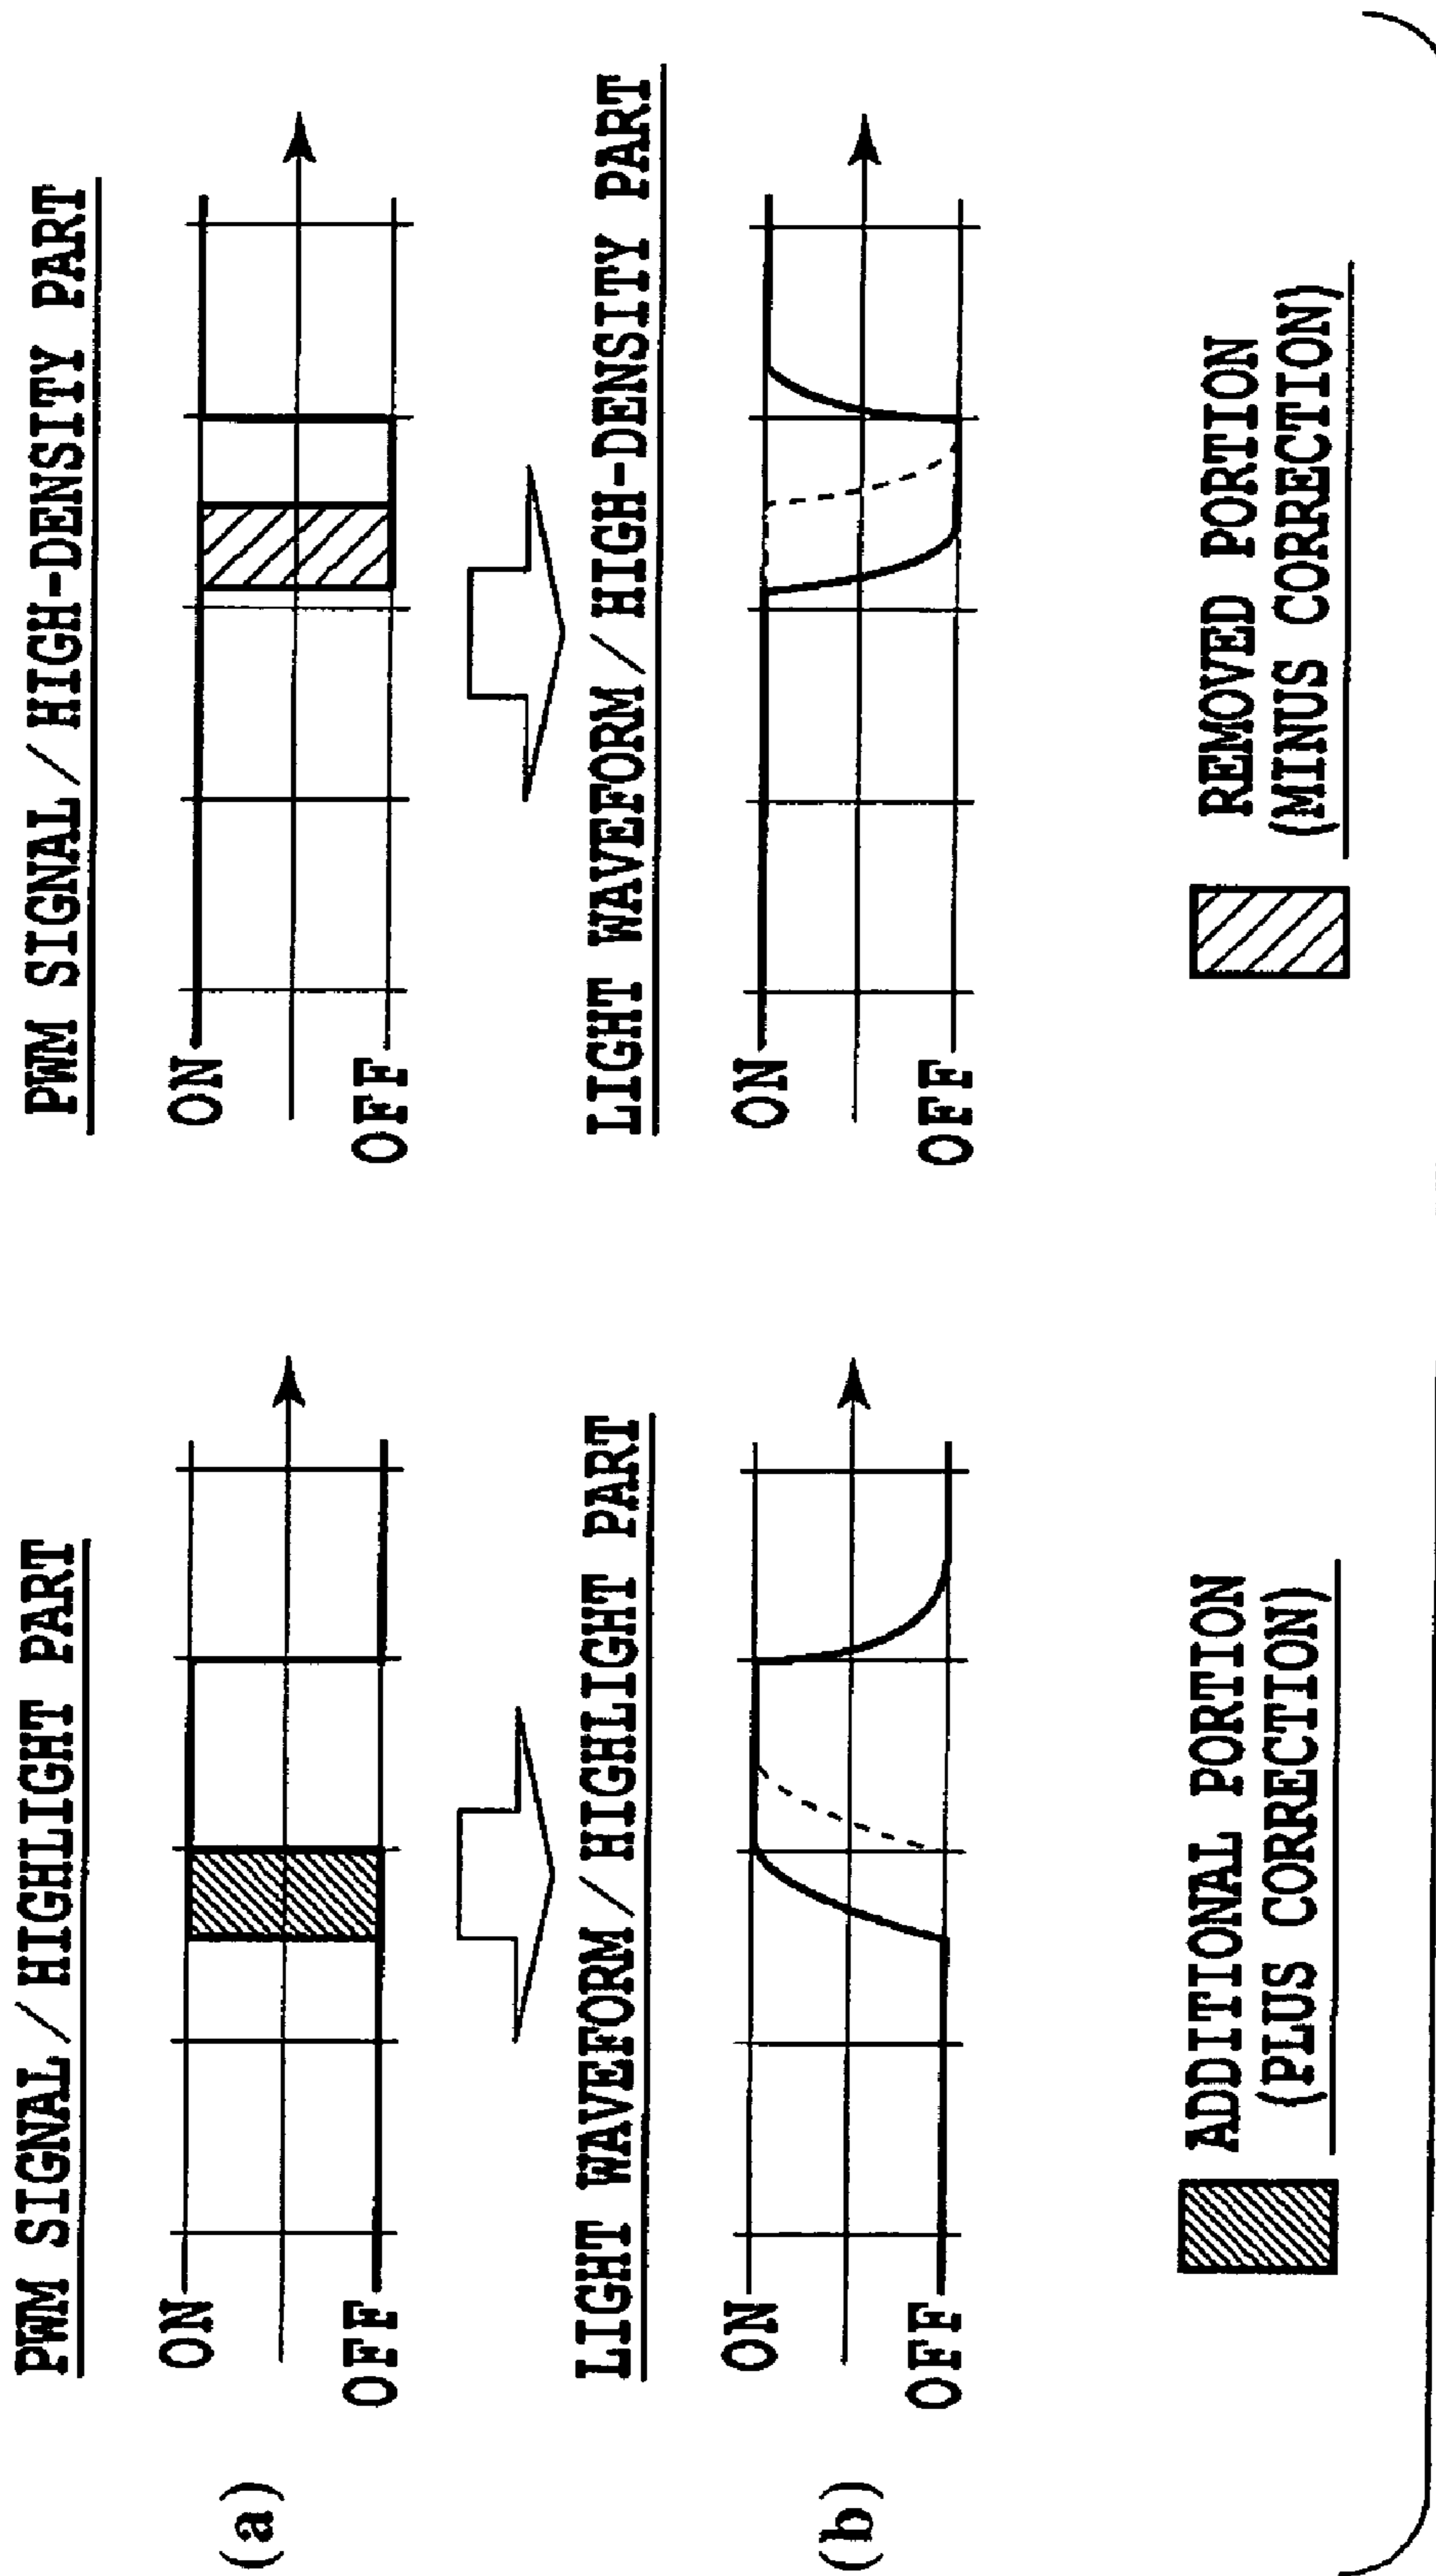 (a)
PWM SIGNAL/HIGHLIGHT PART
ON
OFF
PWM SIGNAL/HIGH-DENSITY PART
ON
OFF
(b)
LIGHT WAVEFORM/HIGHLIGHT PART
ON
OFF
LIGHT WAVEFORM/HIGH-DENSITY PART
ON
OFF
ADDITIONAL PORTION
(PLUS CORRECTION)
REMOVED PORTION
(MINUS CORRECTION)